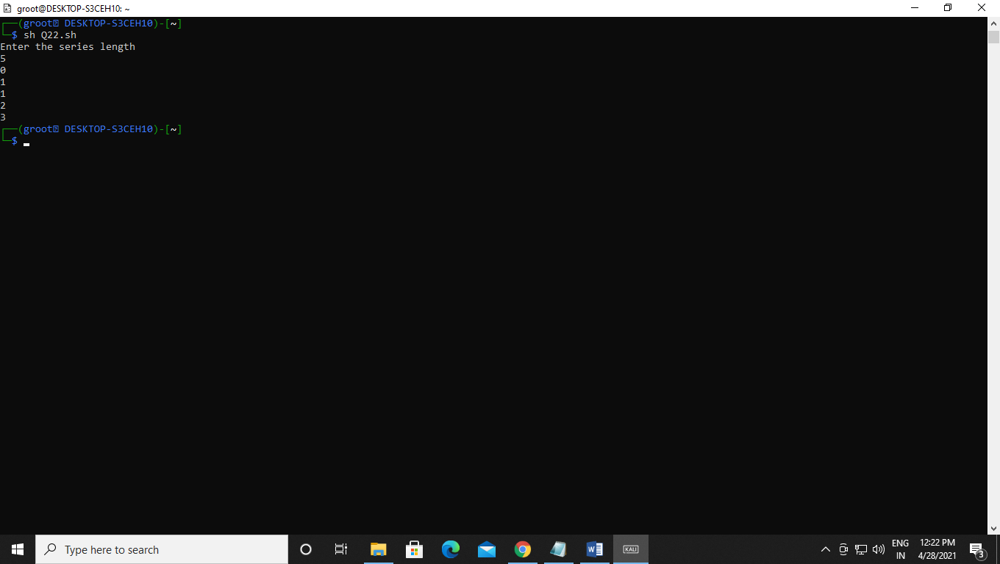 groot@DESKTOP-S3CEH10: ~
┌──(groot⍰ DESKTOP-S3CEH10)-[~]
└─$ sh Q22.sh
Enter the series length
5
0
1
1
2
3
┌──(groot⍰ DESKTOP-S3CEH10)-[~]
└─$
Type here to search
W
KALI
ENG
IN
12:22 PM
4/28/2021
3